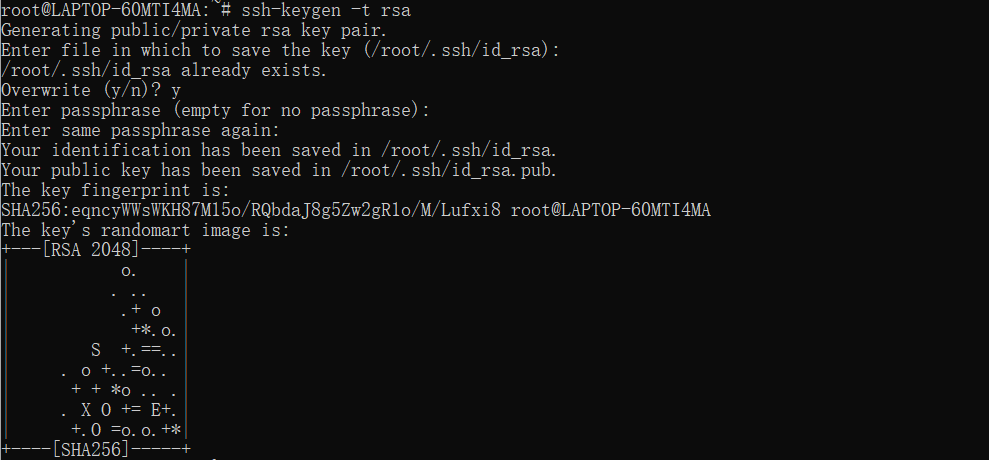 root@LAPTOP-60MTI4MA:~# ssh-keygen -t rsa
Generating public/private rsa key pair.
Enter file in which to save the key (/root/.ssh/id_rsa):
/root/.ssh/id_rsa already exists.
Overwrite (y/n)? y
Enter passphrase (empty for no passphrase):
Enter same passphrase again:
Your identification has been saved in /root/.ssh/id_rsa.
Your public key has been saved in /root/.ssh/id_rsa.pub.
The key fingerprint is:
SHA256:eqncyWWsWKH87M15o/RQbdaJ8g5Zw2gRlo/M/Lufxi8 root@LAPTOP-60MTI4MA
The key's randomart image is:
+---[RSA 2048]----+
|           o.    |
|          . ..   |
|           .+ o  |
|            +*.o.|
|        S  +.==..|
|     . o +..=o.. |
|      + + *o .. .|
|     . X O += E+.|
|      +.O =o.o.+*|
+----[SHA256]-----+